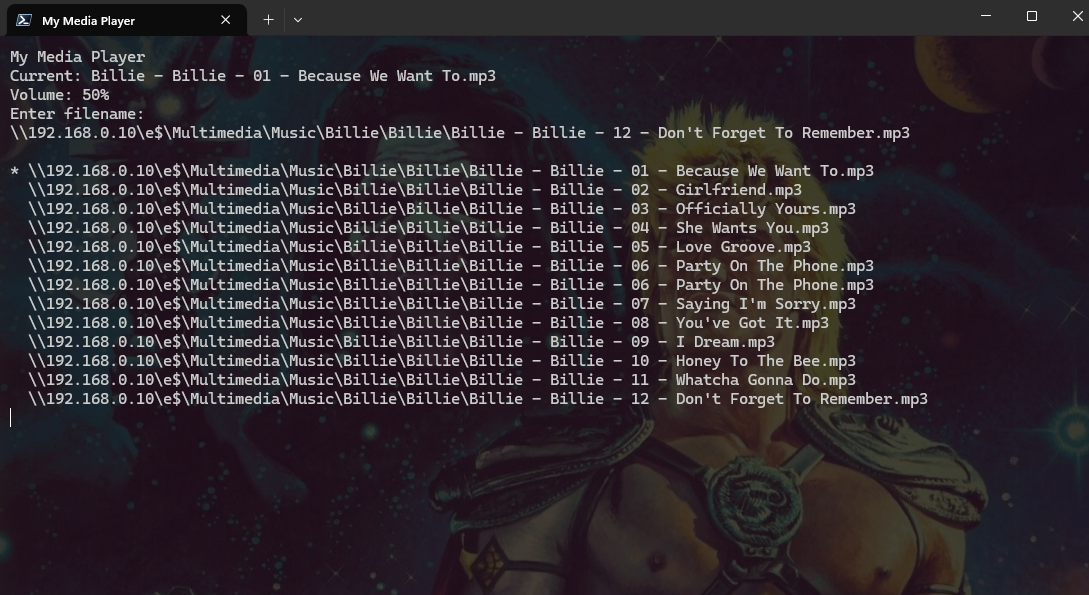 My Media Player
My Media Player
Current: Billie - Billie - 01 - Because We Want To.mp3
Volume: 50%
Enter filename:
\\192.168.0.10\e$\Multimedia\Music\Billie\Billie\Billie - Billie - 12 - Don't Forget To Remember.mp3
* \\192.168.0.10\e$\Multimedia\Music\Billie\Billie\Billie - Billie - 01 - Because We Want To.mp3
\\192.168.0.10\e$\Multimedia\Music\Billie\Billie\Billie - Billie - 02 - Girlfriend.mp3
\\192.168.0.10\e$\Multimedia\Music\Billie\Billie\Billie - Billie - 03 - Officially Yours.mp3
\\192.168.0.10\e$\Multimedia\Music\Billie\Billie\Billie - Billie - 04 - She Wants You.mp3
\\192.168.0.10\e$\Multimedia\Music\Billie\Billie\Billie - Billie - 05 - Love Groove.mp3
\\192.168.0.10\e$\Multimedia\Music\Billie\Billie\Billie - Billie - 06 - Party On The Phone.mp3
\\192.168.0.10\e$\Multimedia\Music\Billie\Billie\Billie - Billie - 06 - Party On The Phone.mp3
\\192.168.0.10\e$\Multimedia\Music\Billie\Billie\Billie - Billie - 07 - Saying I'm Sorry.mp3
\\192.168.0.10\e$\Multimedia\Music\Billie\Billie\Billie - Billie - 08 - You've Got It.mp3
\\192.168.0.10\e$\Multimedia\Music\Billie\Billie\Billie - Billie - 09 - I Dream.mp3
\\192.168.0.10\e$\Multimedia\Music\Billie\Billie\Billie - Billie - 10 - Honey To The Bee.mp3
\\192.168.0.10\e$\Multimedia\Music\Billie\Billie\Billie - Billie - 11 - Whatcha Gonna Do.mp3
\\192.168.0.10\e$\Multimedia\Music\Billie\Billie\Billie - Billie - 12 - Don't Forget To Remember.mp3